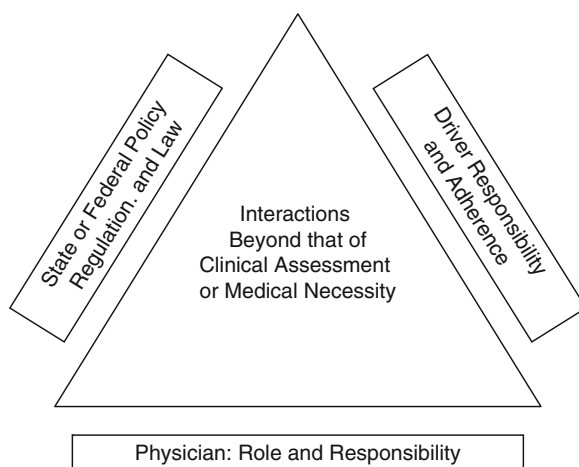 State or Federal Policy
Regulation. and Law
Driver Responsibility
and Adherence
Interactions
Beyond that of
Clinical Assessment
or Medical Necessity
Physician: Role and Responsibility